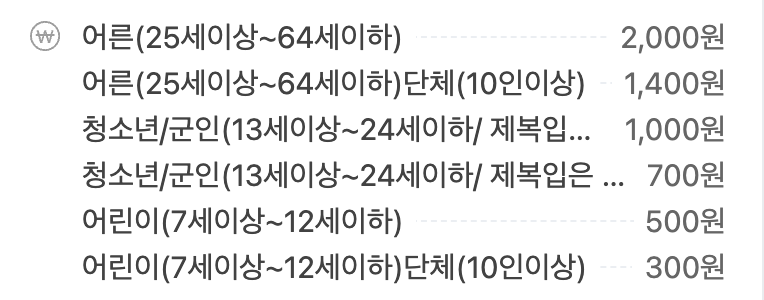 ₩ 어른(25세이상~64세이하) 2,000원
어른(25세이상~64세이하)단체(10인이상) 1,400원
청소년/군인(13세이상~24세이하/ 제복입... 1,000원
청소년/군인(13세이상~24세이하/ 제복입은 ... 700원
어린이(7세이상~12세이하) 500원
어린이(7세이상~12세이하)단체(10인이상) 300원